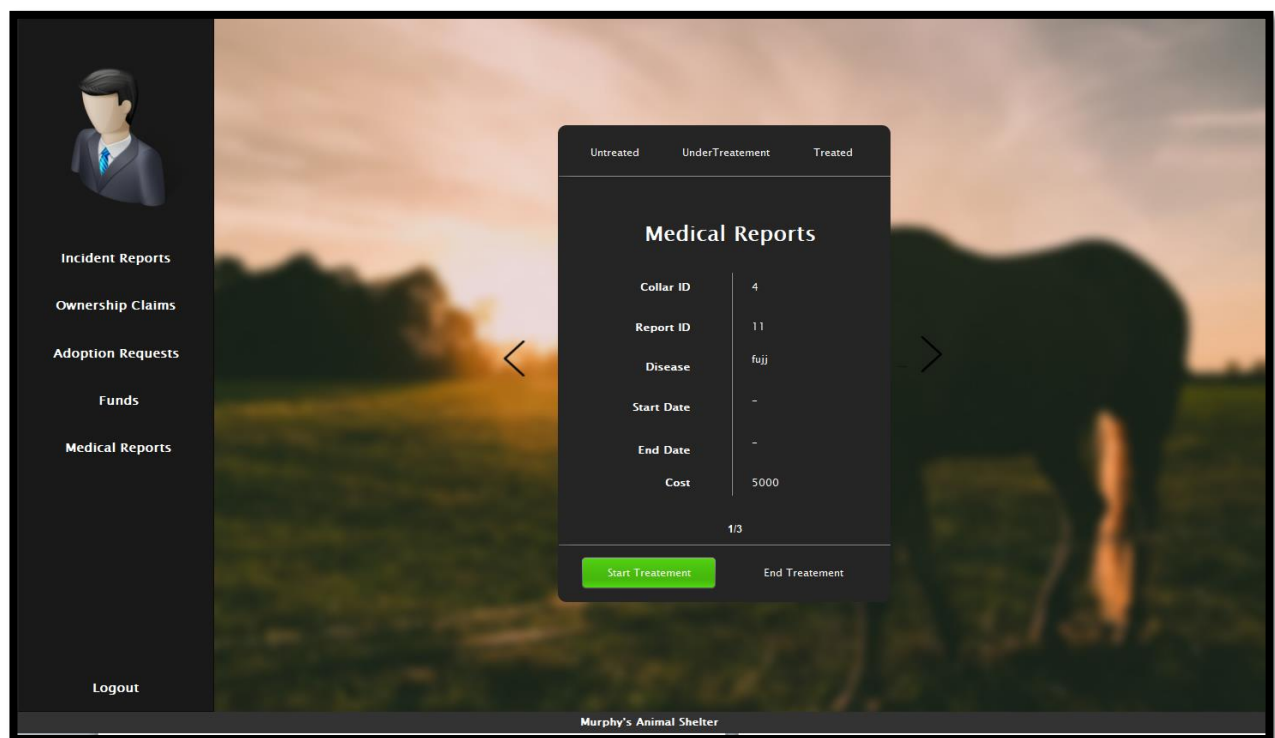 Incident Reports
Ownership Claims
Adoption Requests
Funds
Medical Reports
Logout
Untreated UnderTreatement Treated
Medical Reports
Collar ID 4
Report ID 11
Disease fujj
Start Date -
End Date -
Cost 5000
1/3
Start Treatement End Treatement
Murphy's Animal Shelter